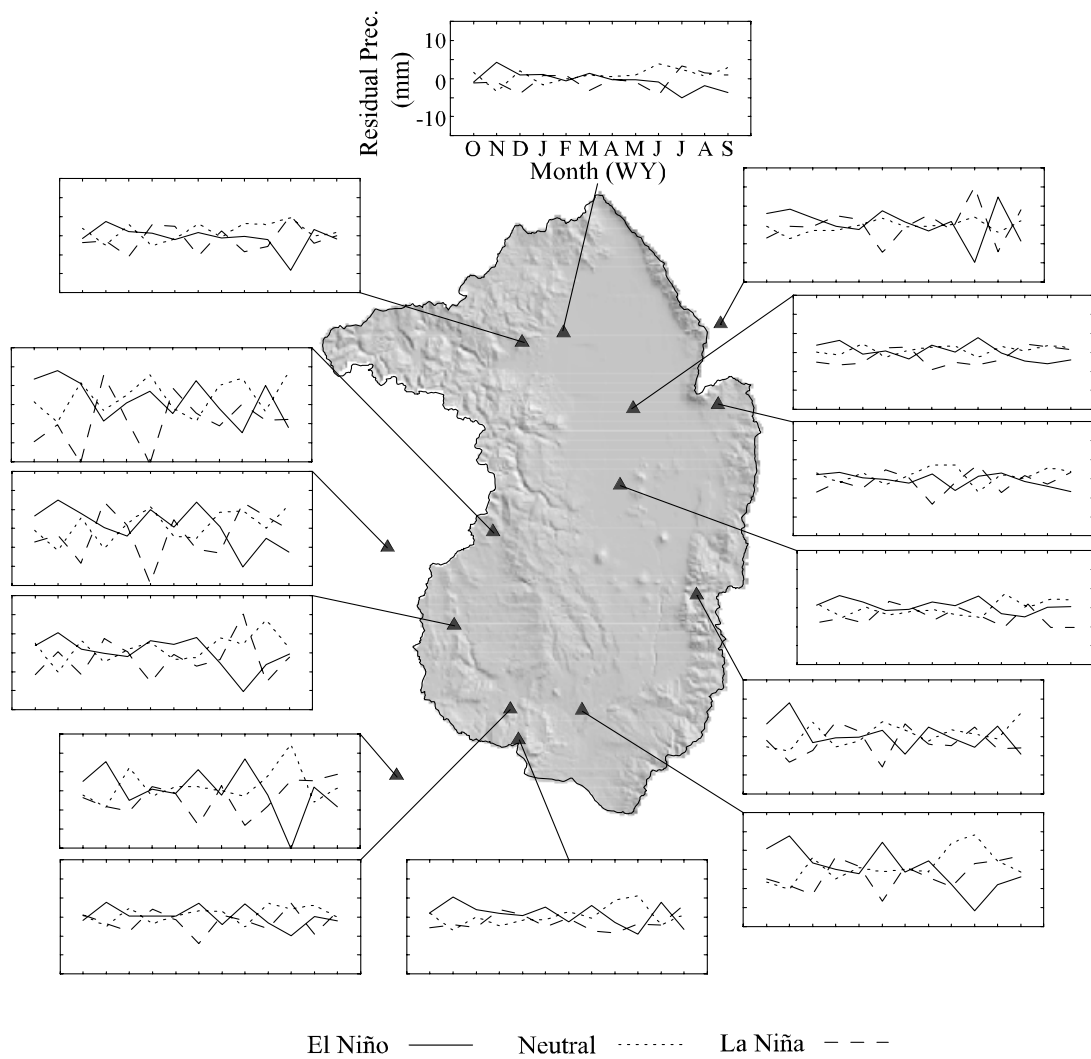 Residual Prec.
(mm)
10
0
-10
O N D J F M A M J J A S
Month (WY)
El Niño
Neutral
La Niña